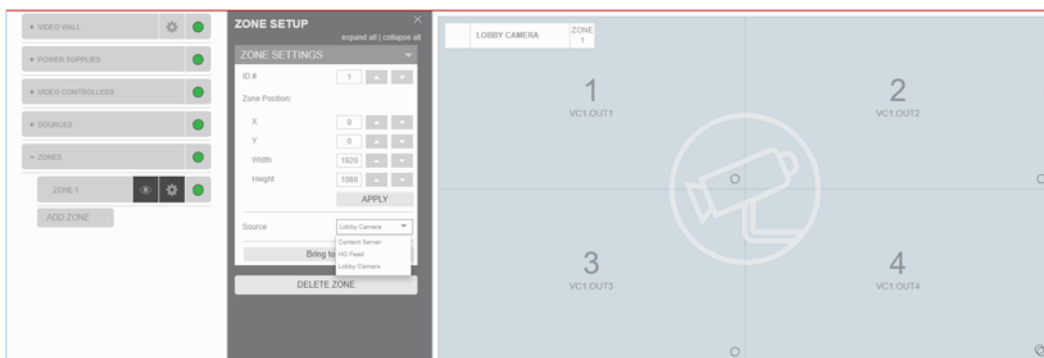 VIDEO WALL
POWER SUPPLIES
VIDEO CONTROLLERS
SOURCES
ZONES
ZONE 1
ADD ZONE
ZONE SETUP
expand all | collapse all
ZONE SETTINGS
ID # 1
Zone Position:
X 0
Y 0
Width 1920
Height 1080
APPLY
Source Lobby Camera
Content Server
HD Feed
Lobby Camera
Bring to
DELETE ZONE
LOBBY CAMERA ZONE 1
1
VC1.OUT1
2
VC1.OUT2
3
VC1.OUT3
4
VC1.OUT4